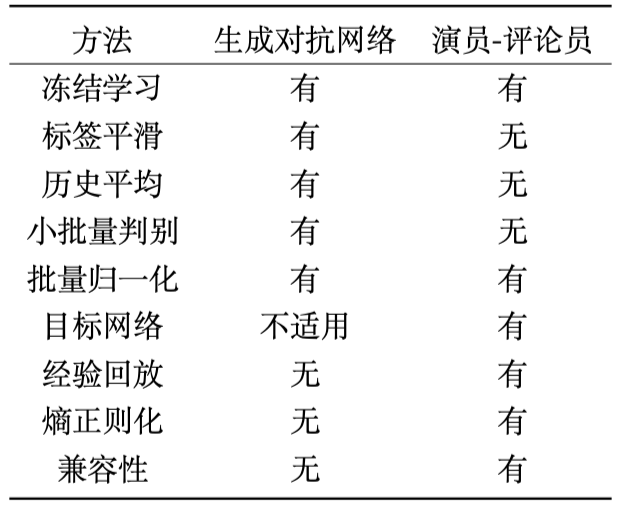 方法 生成对抗网络 演员-评论员
冻结学习 有 有
标签平滑 有 无
历史平均 有 无
小批量判别 有 无
批量归一化 有 有
目标网络 不适用 有
经验回放 无 有
熵正则化 无 有
兼容性 无 有